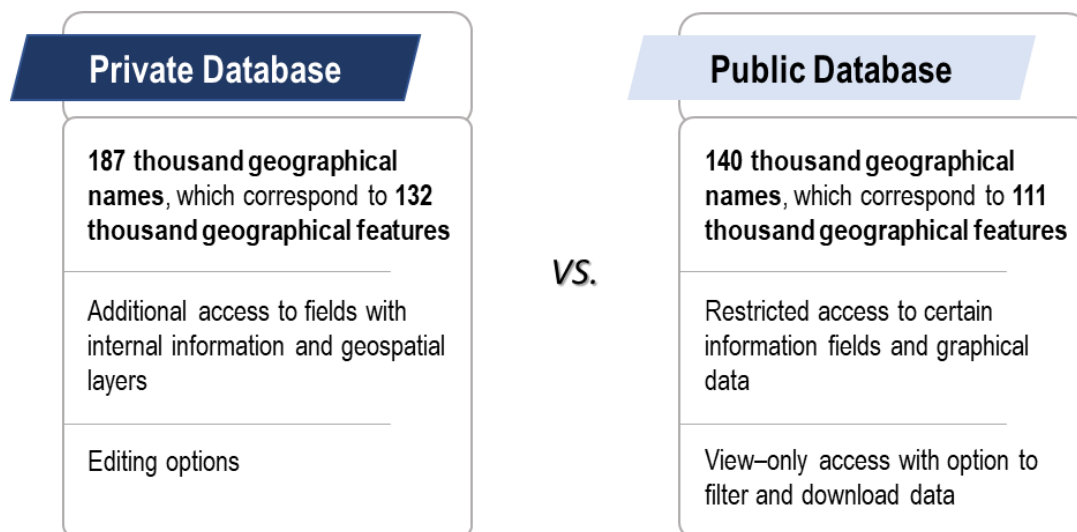 Private Database
187 thousand geographical
names, which correspond to 132
thousand geographical features
Additional access to fields with
internal information and geospatial
layers
Editing options
vs.
Public Database
140 thousand geographical
names, which correspond to 111
thousand geographical features
Restricted access to certain
information fields and graphical
data
View–only access with option to
filter and download data